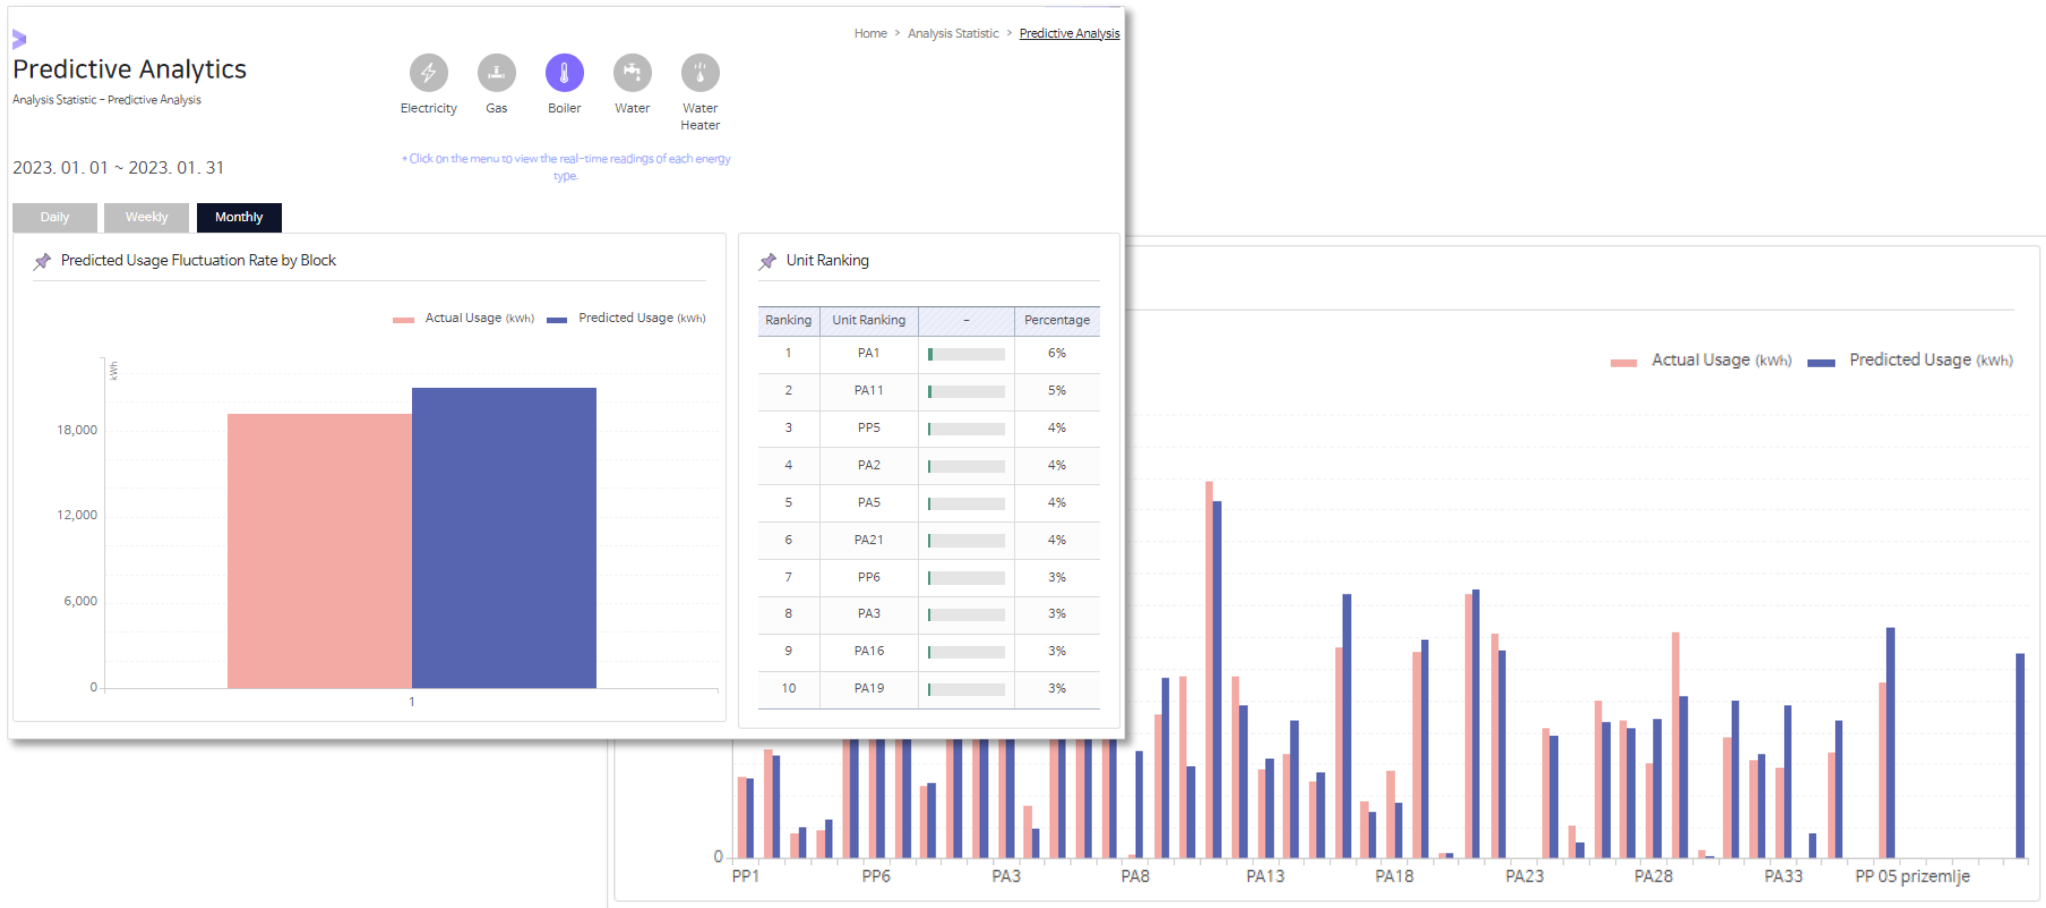 Home > Analysis Statistic > Predictive Analysis
Predictive Analytics
Analysis Statistic - Predictive Analysis
Electricity
Gas
Boiler
Water
Water
Heater
+ Click on the menu to view the real-time readings of each energy
type.
2023. 01. 01 ~ 2023. 01. 31
Daily
Weekly
Monthly
Predicted Usage Fluctuation Rate by Block
Actual Usage (kWh)
Predicted Usage (kWh)
kWh
18,000
12,000
6,000
0
1
Unit Ranking
Ranking Unit Ranking - Percentage
1 PA1 6%
2 PA11 5%
3 PP5 4%
4 PA2 4%
5 PA5 4%
6 PA21 4%
7 PP6 3%
8 PA3 3%
9 PA16 3%
10 PA19 3%
Actual Usage (kWh)
Predicted Usage (kWh)
0
PP1 PP6 PA3 PA8 PA13 PA18 PA23 PA28 PA33 PP 05 prizemlje